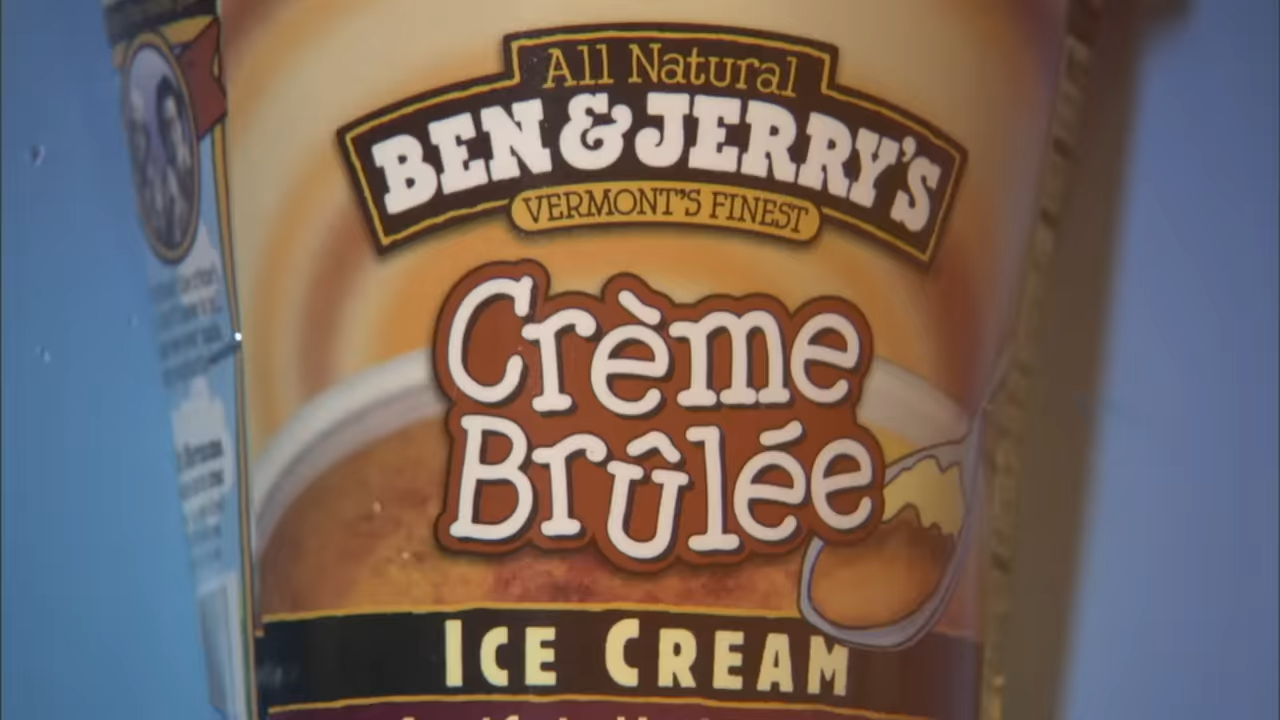 All Natural
BEN & JERRY'S
VERMONT'S FINEST
Crème
Brûlée
ICE CREAM